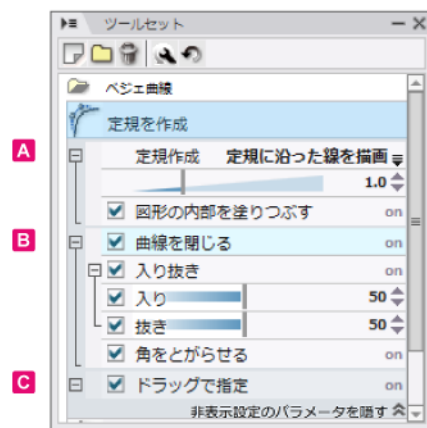 ツールセット
ベジェ曲線
定規を作成
A
定規作成 定規に沿った線を描画
1.0
図形の内部を塗りつぶす on
B
曲線を閉じる on
入り抜き on
入り 50
抜き 50
角をとがらせる on
C
ドラッグで指定 on
非表示設定のパラメータを隠す